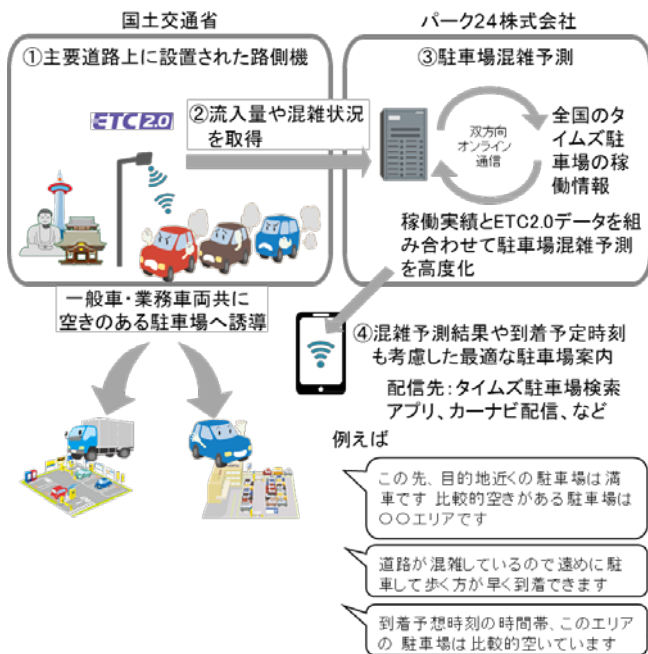 国土交通省
①主要道路上に設置された路側機
ETC2.0
②流入量や混雑状況
を取得
パーク24株式会社
③駐車場混雑予測
双方向
オンライン
通信
全国のタ
イムズ駐
車場の稼
働情報
稼働実績とETC2.0データを組
み合わせて駐車場混雑予測
を高度化
一般車・業務車両共に
空きのある駐車場へ誘導
④混雑予測結果や到着予定時刻
も考慮した最適な駐車場案内
配信先:タイムズ駐車場検索
アプリ、カーナビ配信、など
例えば
この先、目的地近くの駐車場は満
車です 比較的空きがある駐車場は
〇〇エリアです
道路が混雑しているので遠めに駐
車して歩く方が早く到着できます
到着予想時刻の時間帯、このエリア
の 駐車場は比較的空いています